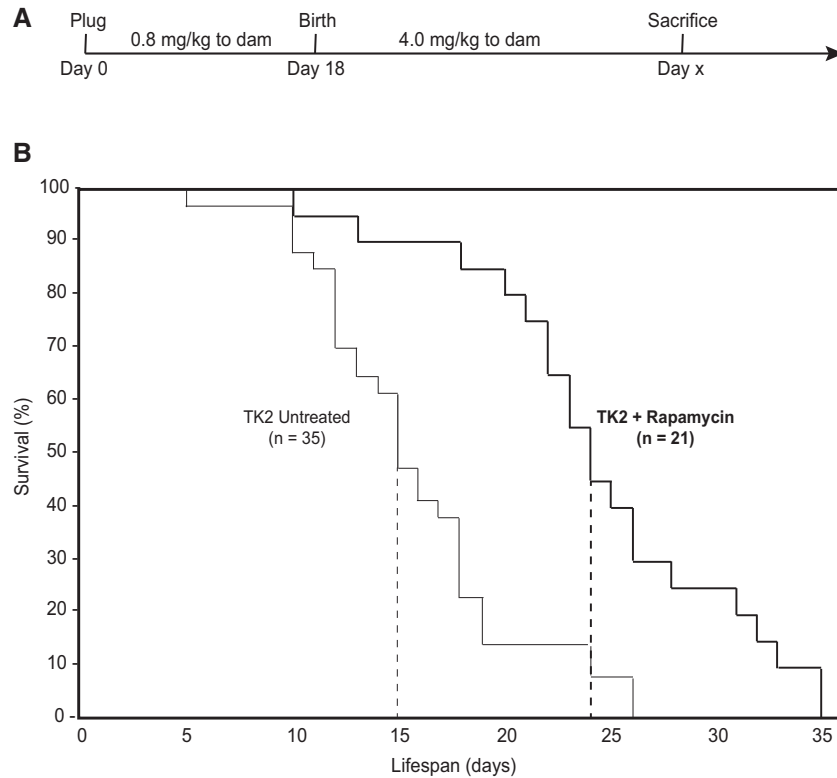 A
Plug Birth Sacrifice
0.8 mg/kg to dam 4.0 mg/kg to dam
Day 0 Day 18 Day x
B
100
90
80
70
60
50
40
30
20
10
0
Survival (%)
TK2 Untreated
(n = 35)
TK2 + Rapamycin
(n = 21)
0 5 10 15 20 25 30 35
Lifespan (days)